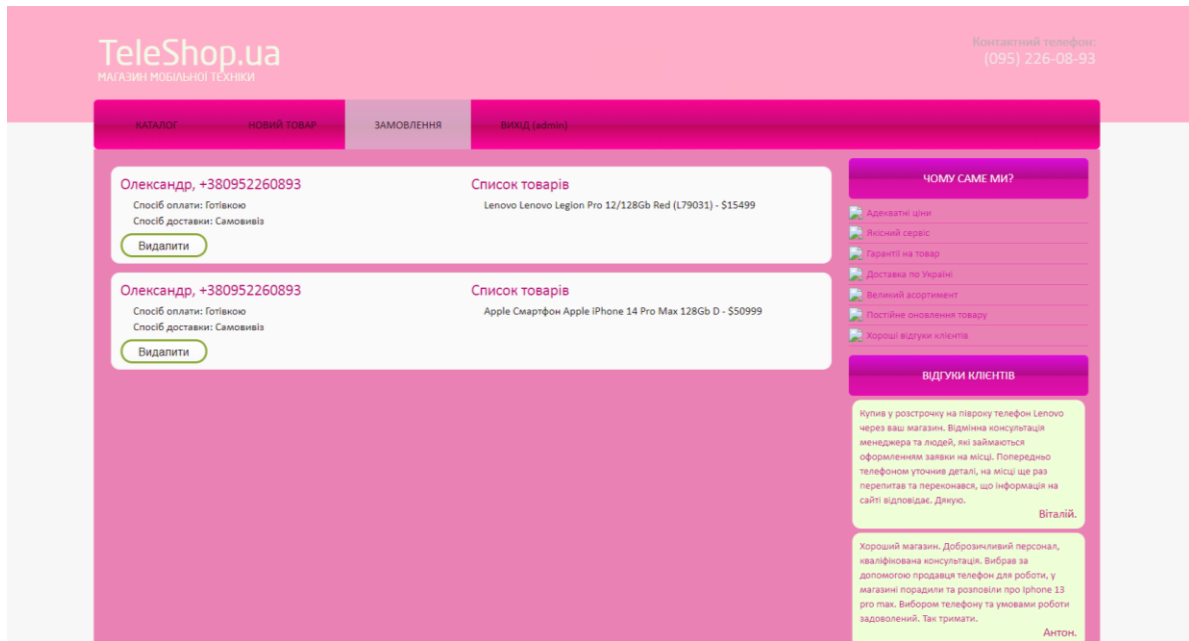 TeleShop.ua
МАГАЗИН МОБІЛЬНОЇ ТЕХНІКИ
Контактний телефон:
(095) 226-08-93
КАТАЛОГ НОВИЙ ТОВАР ЗАМОВЛЕННЯ ВИХІД (admin)
Олександр, +380952260893
Спосіб оплати: Готівкою
Спосіб доставки: Самовивіз
Видалити
Список товарів
Lenovo Lenovo Legion Pro 12/128Gb Red (L79031) - $15499
Олександр, +380952260893
Спосіб оплати: Готівкою
Спосіб доставки: Самовивіз
Видалити
Список товарів
Apple Смартфон Apple iPhone 14 Pro Max 128Gb D - $50999
ЧОМУ САМЕ МИ?
Адекватні ціни
Якісний сервіс
Гарантії на товар
Доставка по Україні
Великий асортимент
Постійне оновлення товару
Хороші відгуки клієнтів
ВІДГУКИ КЛІЄНТІВ
Купив у розстрочку на півроку телефон Lenovo
через ваш магазин. Відмінна консультація
менеджера та людей, які займаються
оформленням заявки на місці. Попередньо
телефоном уточнив деталі, на місці ще раз
перепитав та переконався, що інформація на
сайті відповідає. Дякую.
Віталій.
Хороший магазин. Доброзичливий персонал,
кваліфікована консультація. Вибрав за
допомогою продавця телефон для роботи, у
магазині порадили та розповіли про Iphone 13
pro max. Вибором телефону та умовами роботи
задоволений. Так тримати.
Антон.